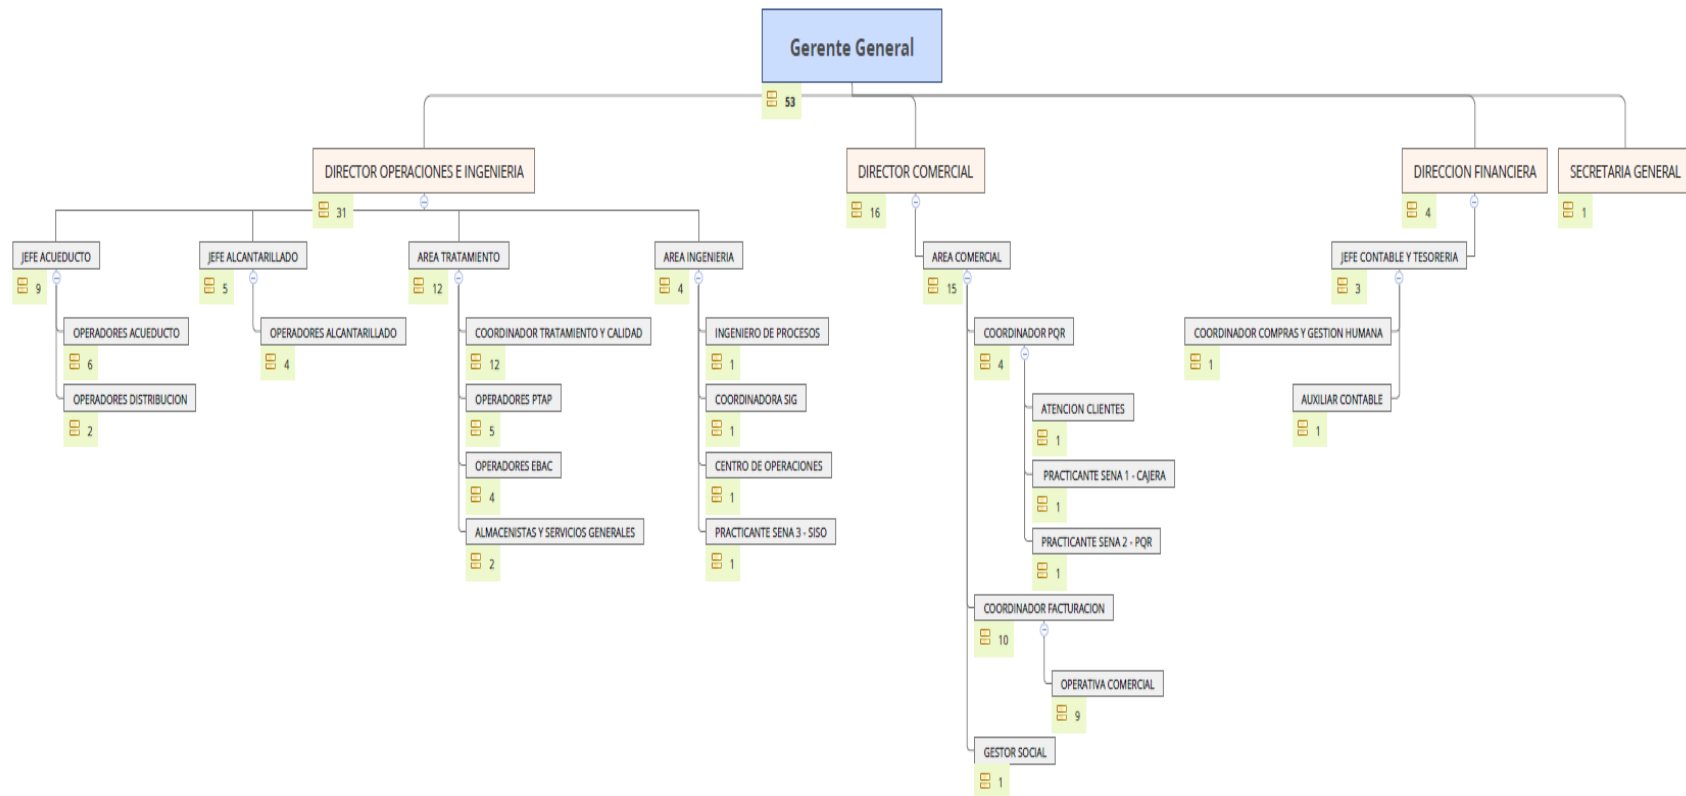 Gerente General
53
DIRECTOR OPERACIONES E INGENIERIA
31
DIRECTOR COMERCIAL
16
DIRECCION FINANCIERA
4
SECRETARIA GENERAL
1
JEFE ACUEDUCTO
9
OPERADORES ACUEDUCTO
6
OPERADORES DISTRIBUCION
2
JEFE ALCANTARILLADO
5
OPERADORES ALCANTARILLADO
4
AREA TRATAMIENTO
12
COORDINADOR TRATAMIENTO Y CALIDAD
12
OPERADORES PTAP
5
OPERADORES EBAC
4
ALMACENISTAS Y SERVICIOS GENERALES
2
AREA INGENIERIA
4
INGENIERO DE PROCESOS
1
COORDINADORA SIG
1
CENTRO DE OPERACIONES
1
PRACTICANTE SENA 3 - SISO
1
AREA COMERCIAL
15
COORDINADOR PQR
4
ATENCION CLIENTES
1
PRACTICANTE SENA 1 - CAJERA
1
PRACTICANTE SENA 2 - PQR
1
COORDINADOR FACTURACION
10
OPERATIVA COMERCIAL
9
GESTOR SOCIAL
1
JEFE CONTABLE Y TESORERIA
3
COORDINADOR COMPRAS Y GESTION HUMANA
1
AUXILIAR CONTABLE
1